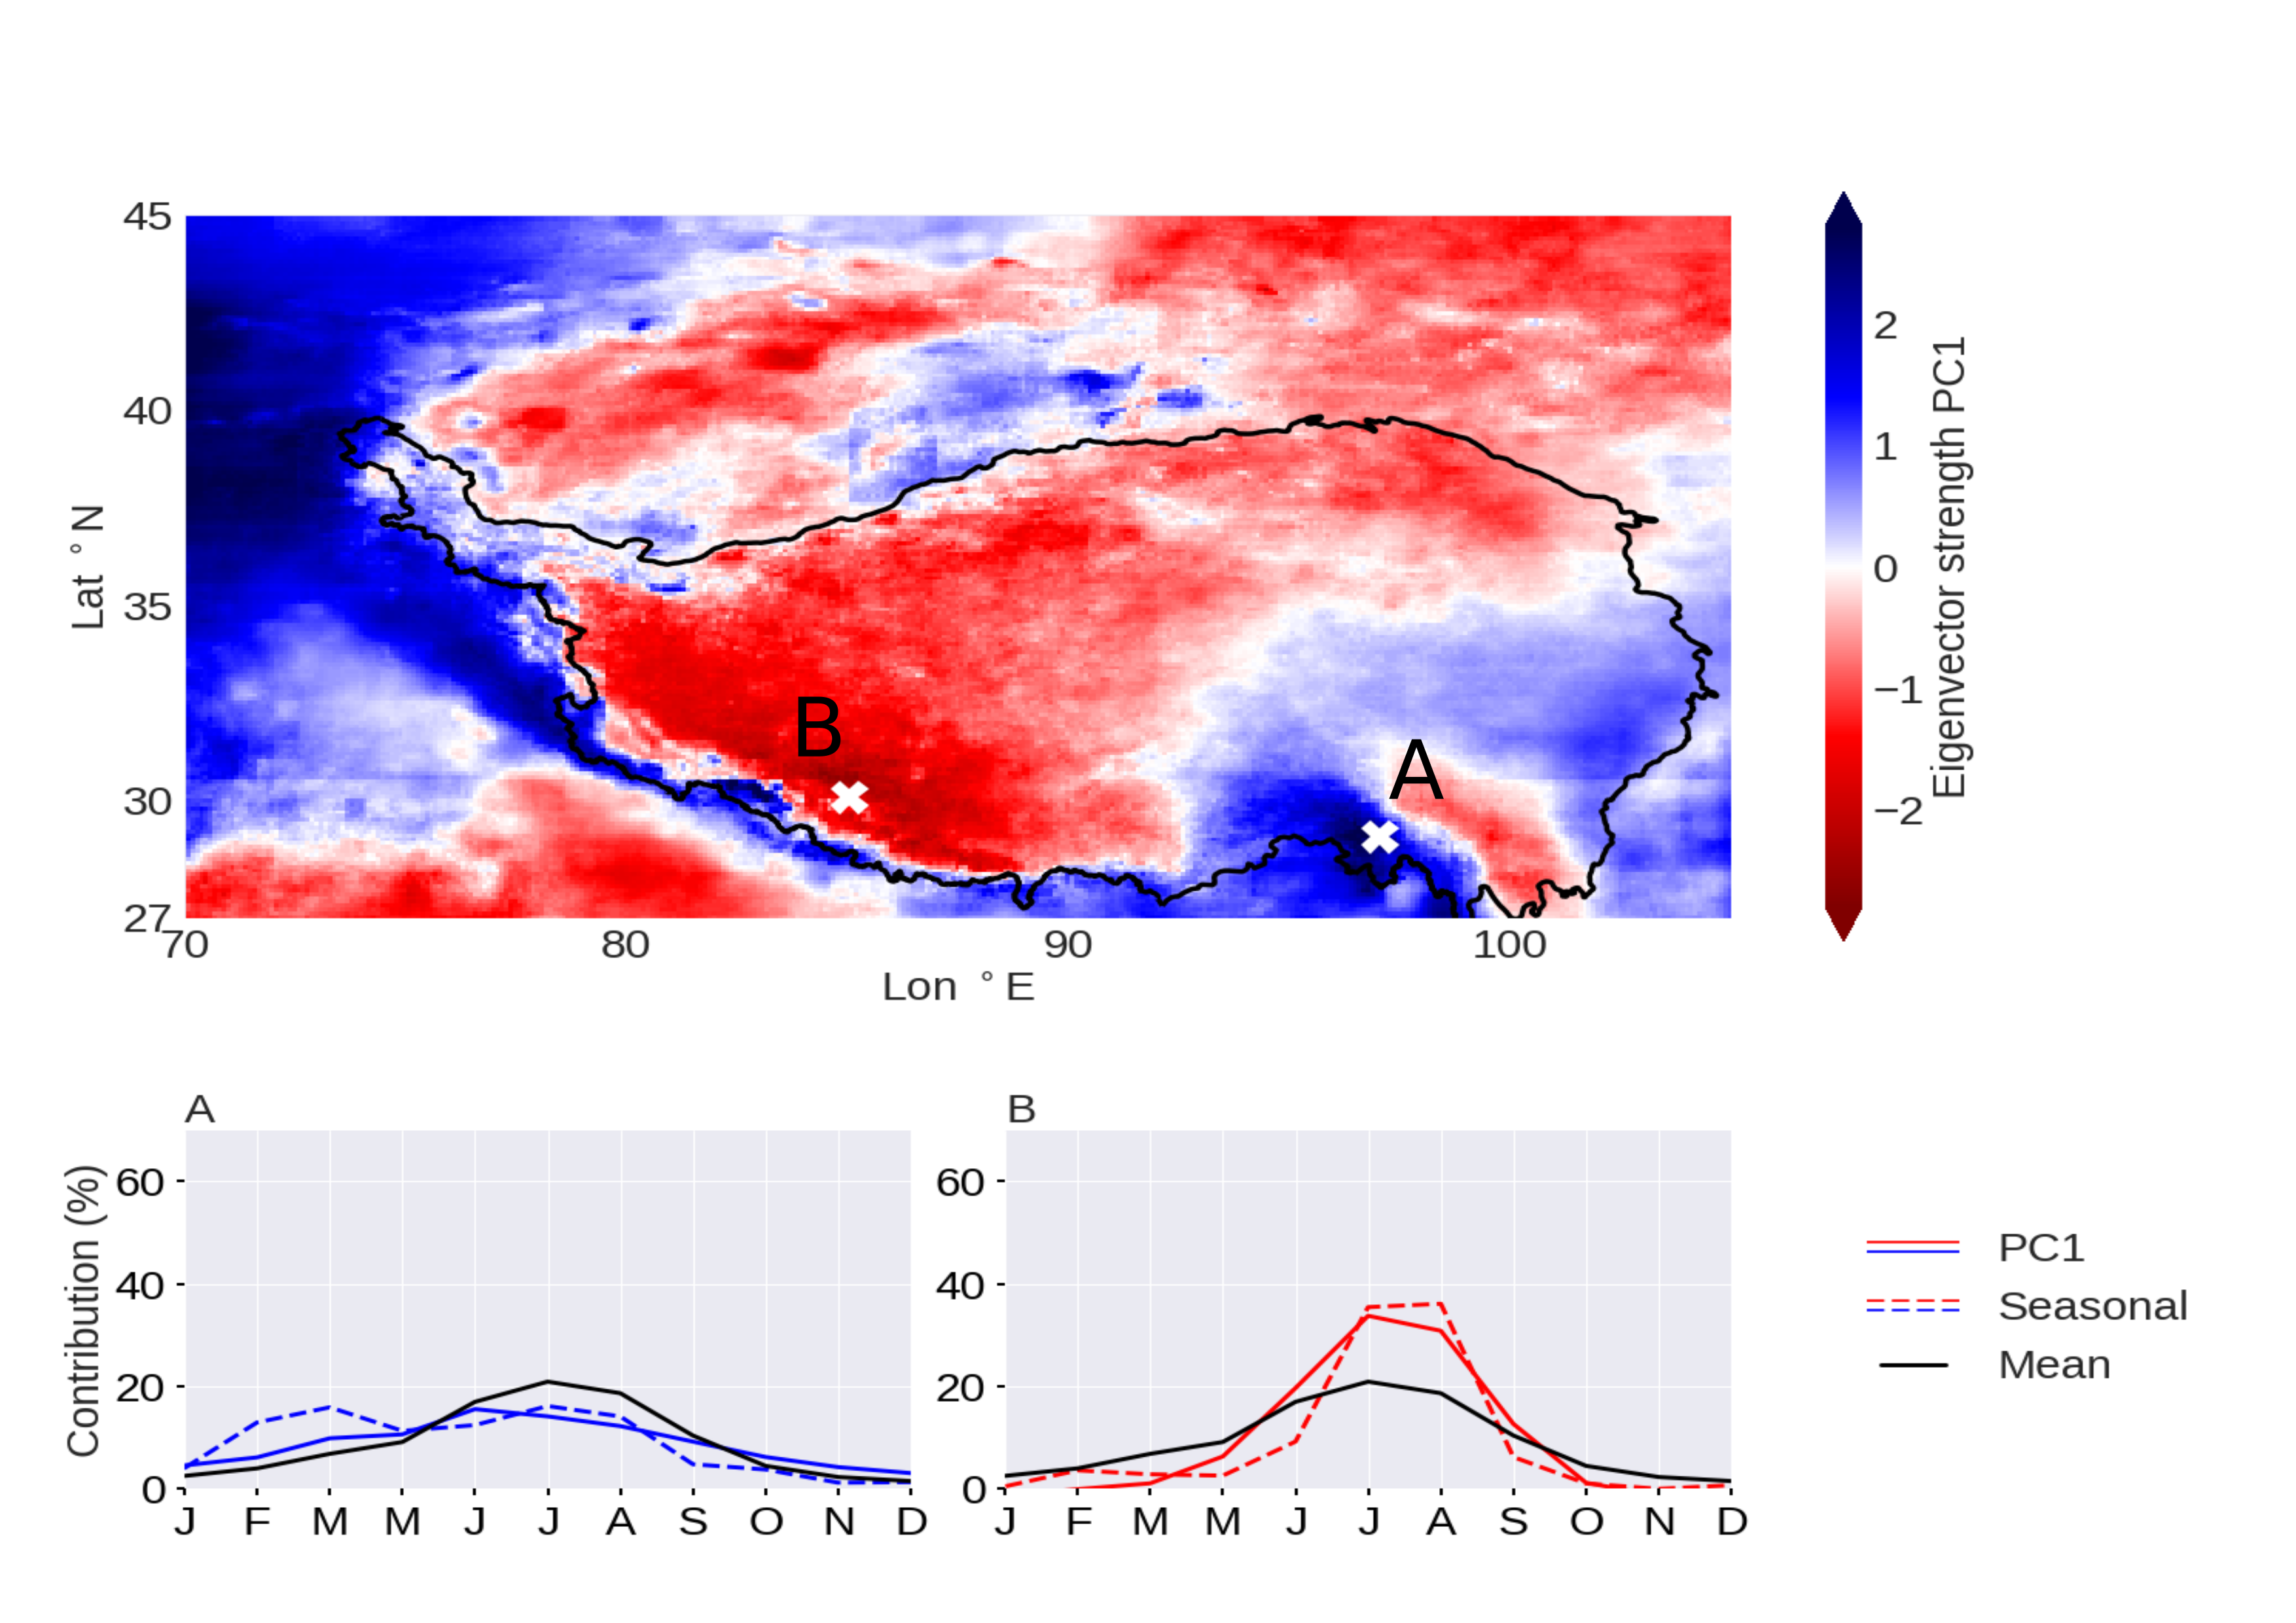 45
40
35
30
27
Lat °N
70 80 90 100
Lon °E
B
A
2
1
0
−1
−2
Eigenvector strength PC1
A
B
Contribution (%)
60
40
20
0
J F M M J J A S O N D
60
40
20
0
J F M M J J A S O N D
PC1
Seasonal
Mean